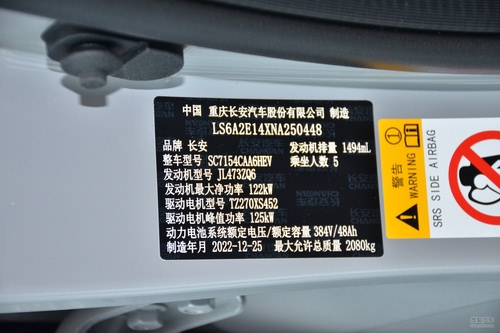 中国 重庆长安汽车股份有限公司 制造
LS6A2E14XNA250448
品牌 长安 发动机排量 1494mL
整车型号 SC7154CAA6HEV 乘坐人数 5
发动机型号 JL473ZQ6
发动机最大净功率 122kW
驱动电机型号 TZ270XS452
驱动电机峰值功率 125kW
动力电池系统额定电压/额定容量 384V/48Ah
制造年月 2022-12-25 最大允许总质量 2080kg
警告
WARNING
SRS SIDE AIRBAG